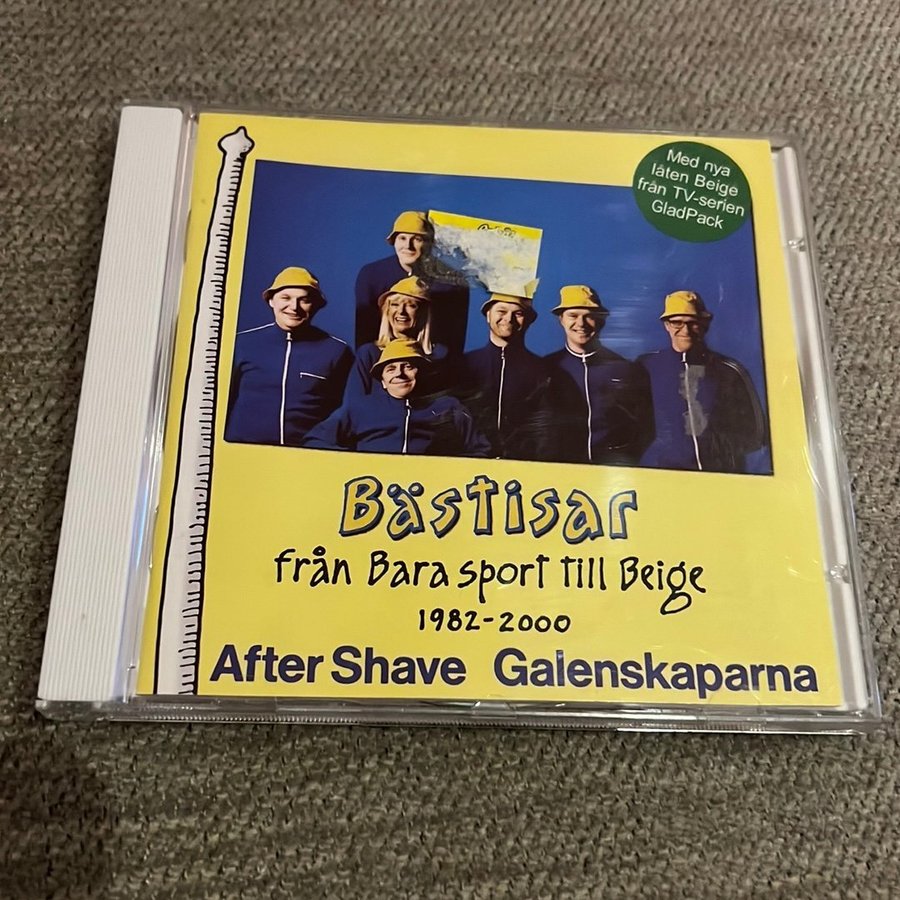 Med nya
låten Beige
från TV-serien
GladPack
Bästisar
från Bara sport till Beige
1982-2000
After Shave Galenskaparna